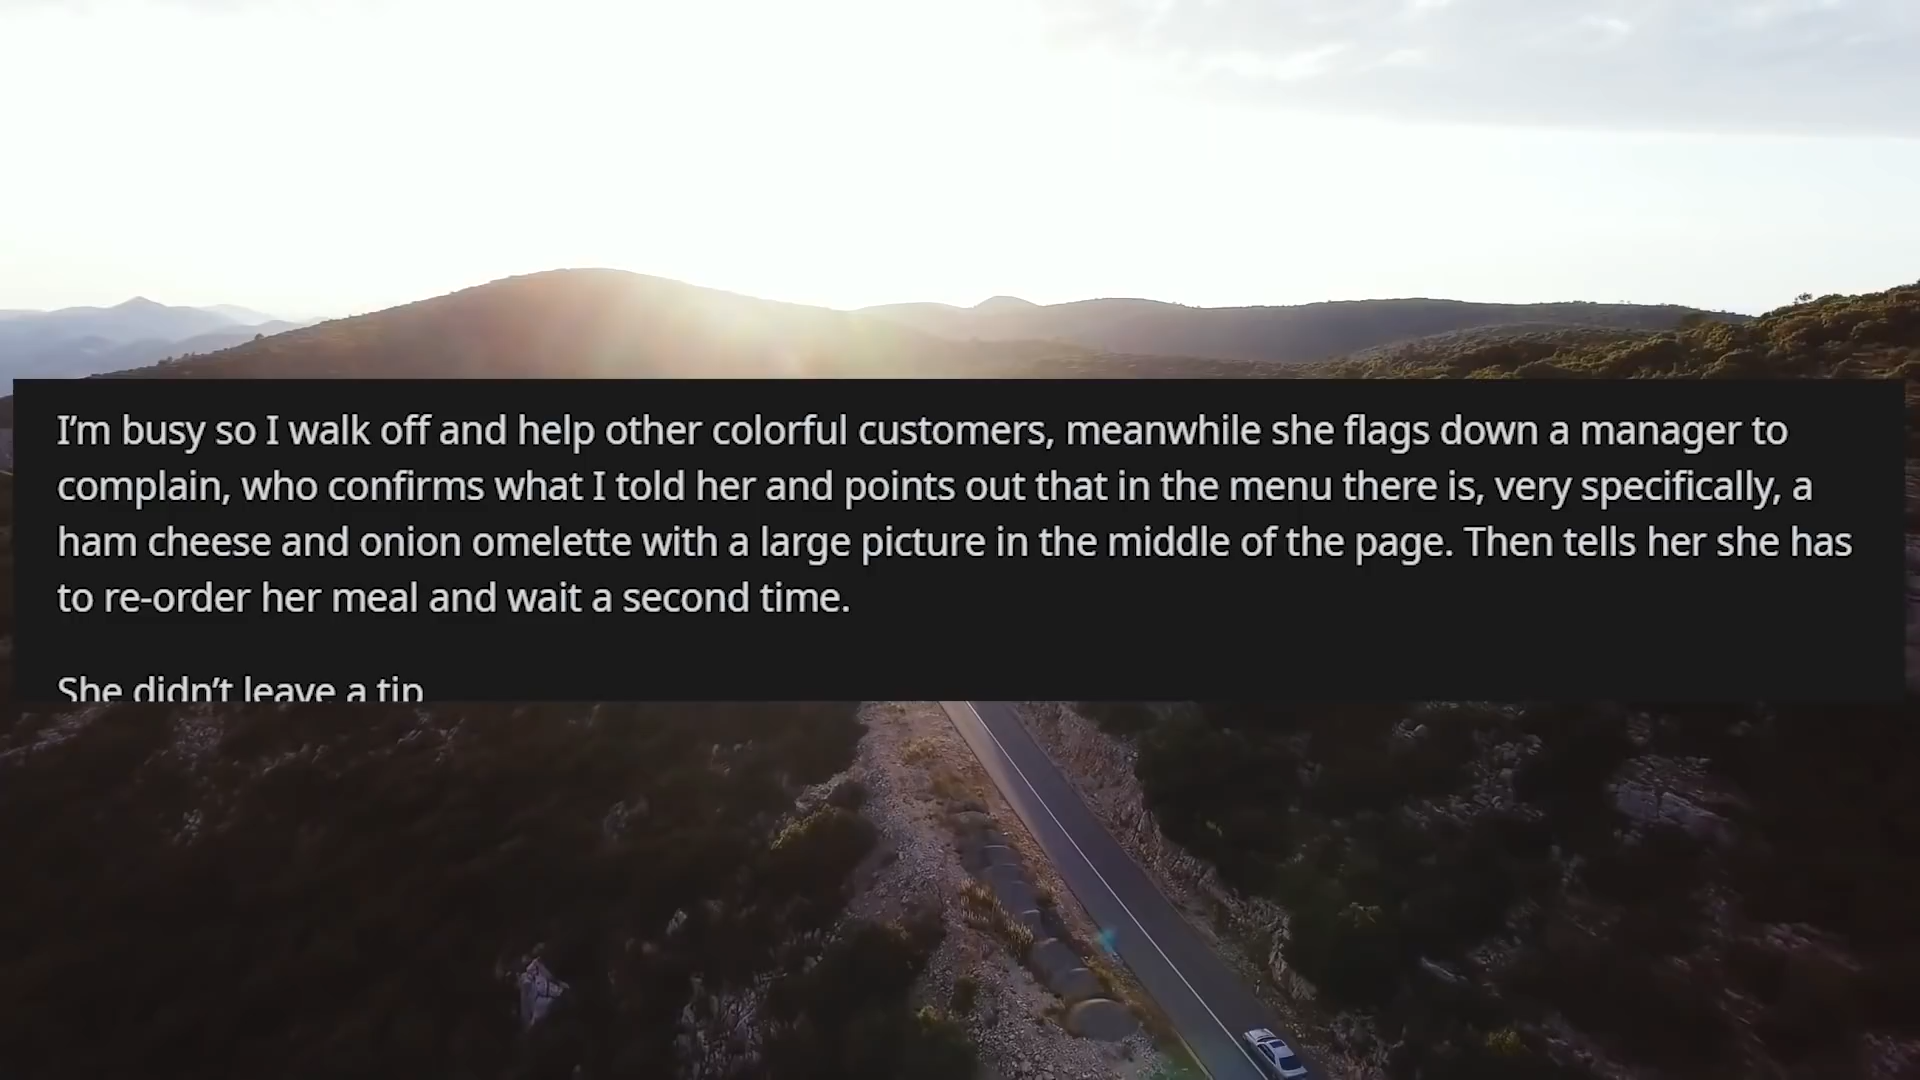 I’m busy so I walk off and help other colorful customers, meanwhile she flags down a manager to
complain, who confirms what I told her and points out that in the menu there is, very specifically, a
ham cheese and onion omelette with a large picture in the middle of the page. Then tells her she has
to re-order her meal and wait a second time.
She didn’t leave a tip